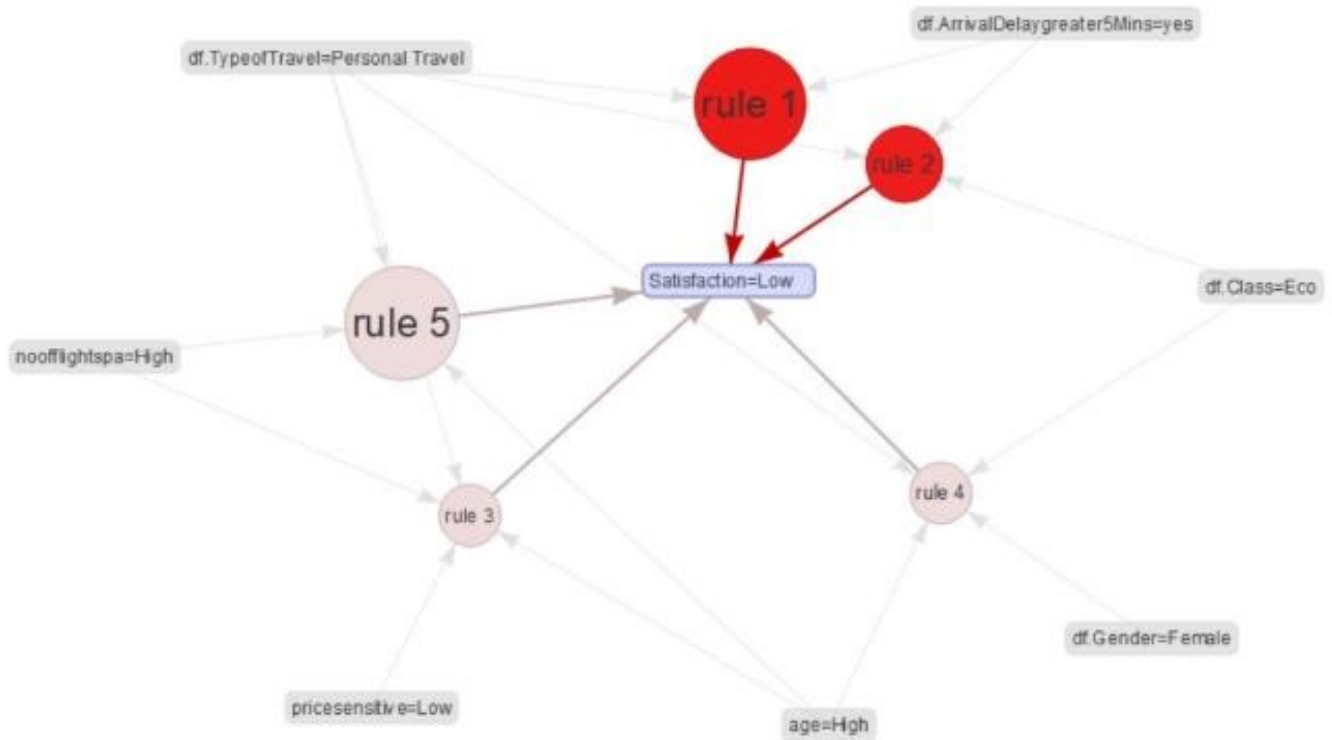 df.ArrivalDelaygreater5Mins=yes
df.TypeofTravel=Personal Travel
rule 1
rule 2
Satisfaction=Low
df.Class=Eco
rule 5
noofflightspa=High
rule 4
rule 3
df.Gender=Female
pricesensitive=Low
age=High